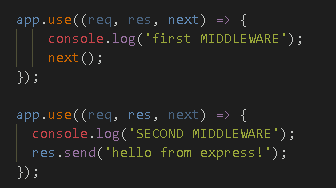 app.use((req, res, next) => {
    console.log('first MIDDLEWARE');
    next();
});

app.use((req, res, next) => {
  console.log('SECOND MIDDLEWARE');
  res.send('hello from express!');
});